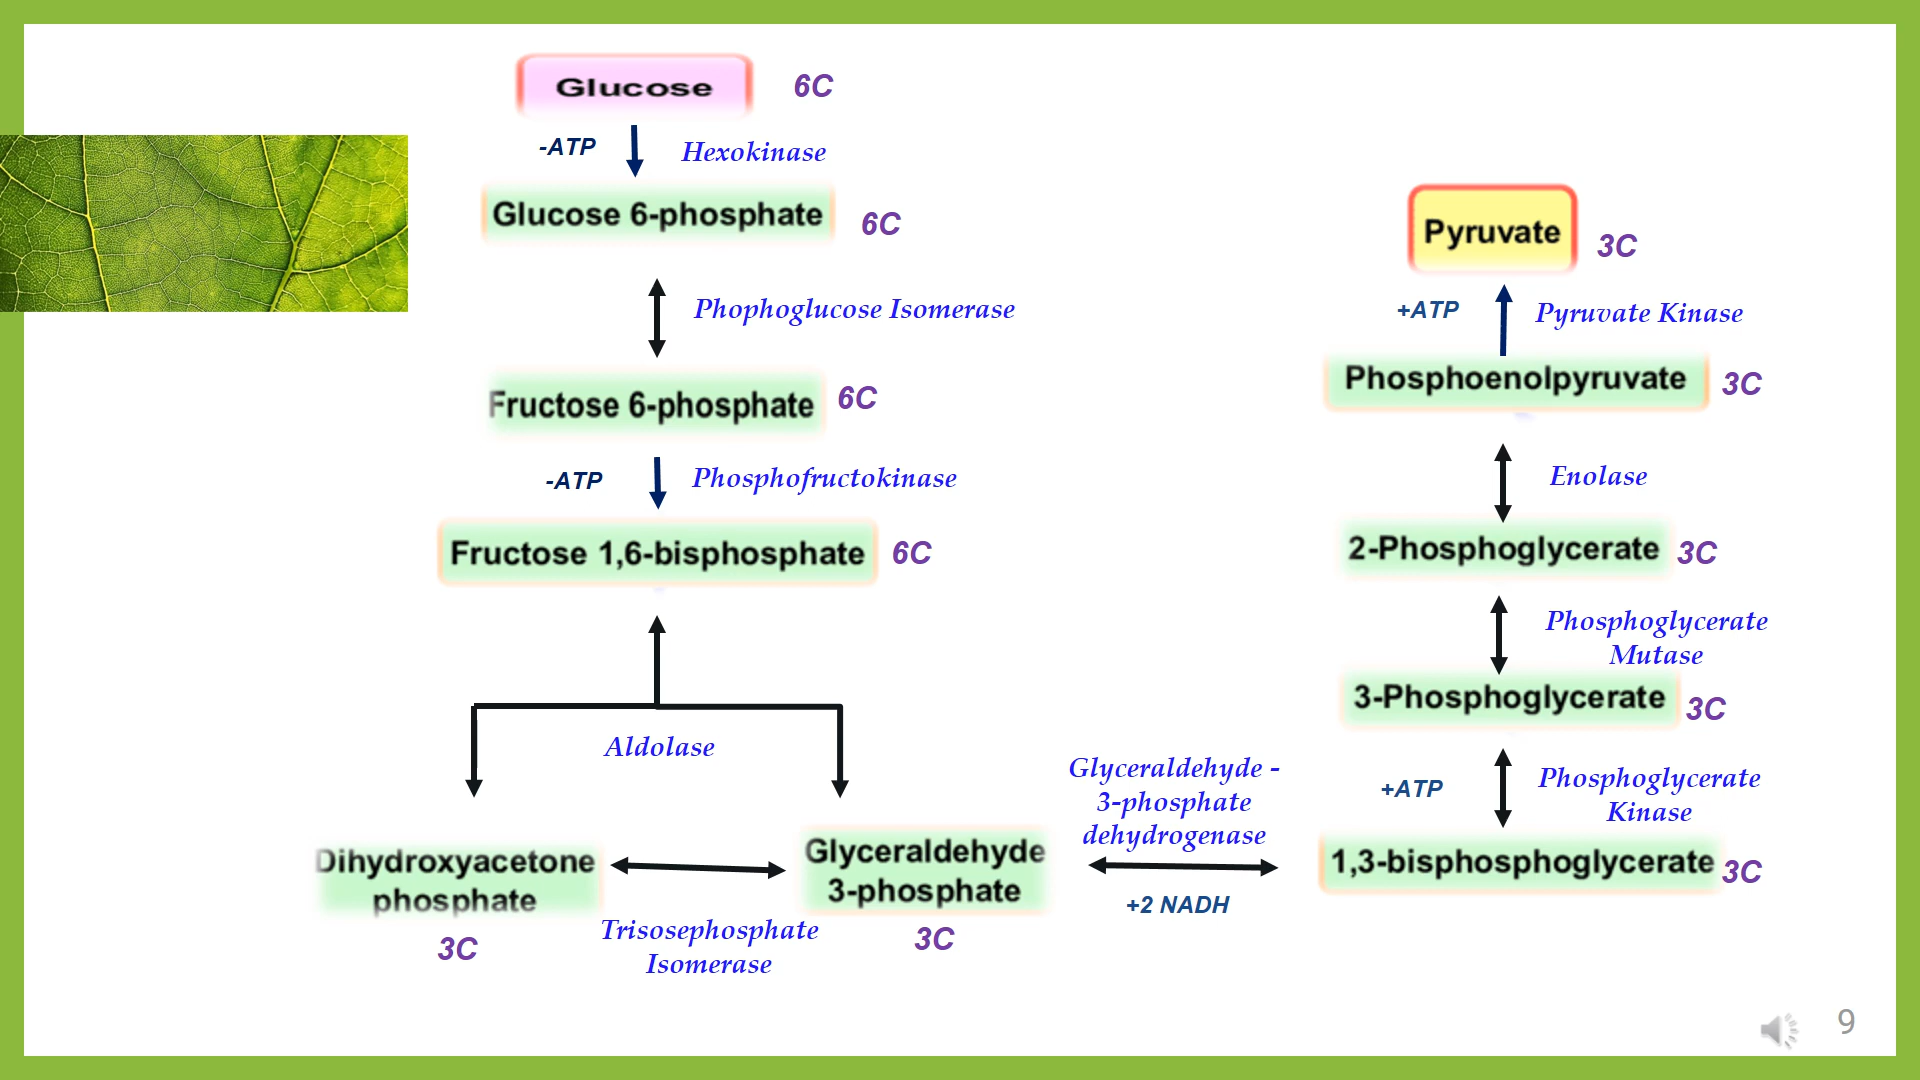 Glucose
6C
-ATP
Hexokinase
Glucose 6-phosphate
6C
Phophoglucose Isomerase
Fructose 6-phosphate
6C
-ATP
Phosphofructokinase
Fructose 1,6-bisphosphate
6C
Aldolase
Dihydroxyacetone
phosphate
3C
Trisosephosphate
Isomerase
Glyceraldehyde
3-phosphate
3C
Glyceraldehyde -
3-phosphate
dehydrogenase
+2 NADH
1,3-bisphosphoglycerate
3C
+ATP
Phosphoglycerate
Kinase
3-Phosphoglycerate
3C
Phosphoglycerate
Mutase
2-Phosphoglycerate
3C
Enolase
Phosphoenolpyruvate
3C
+ATP
Pyruvate Kinase
Pyruvate
3C
9